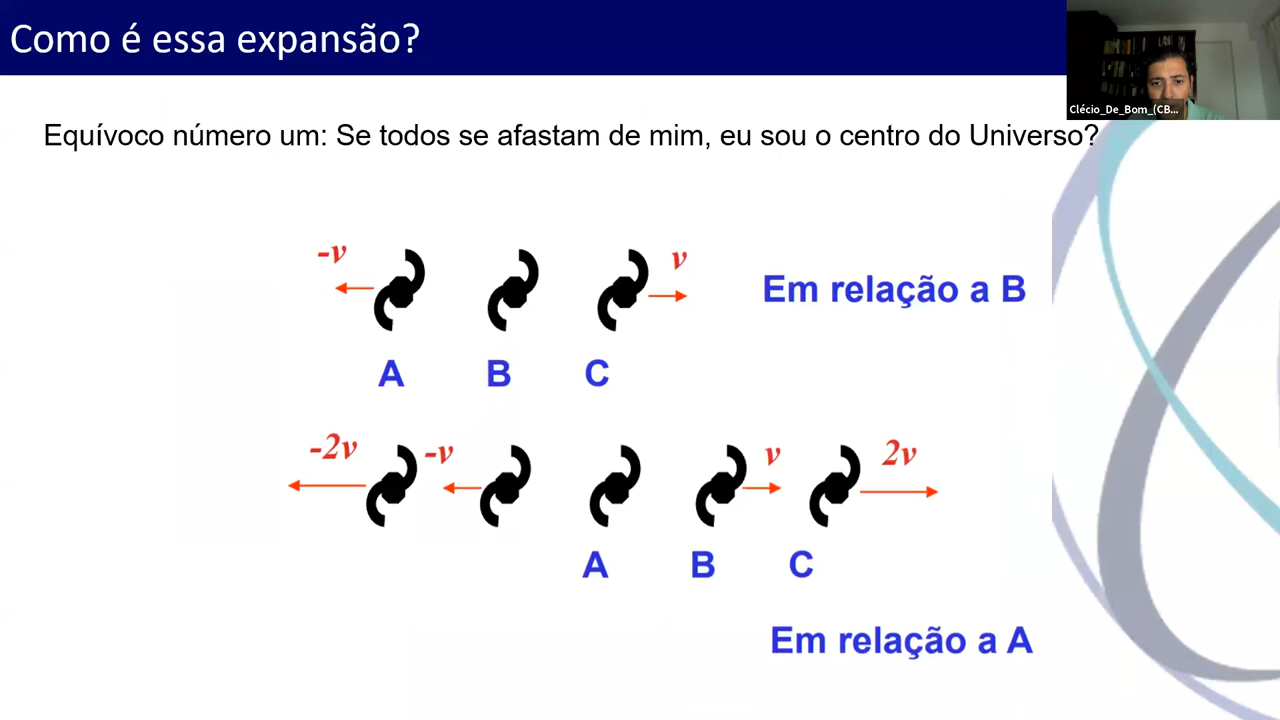 Como é essa expansão?
Clécio_De_Bom_(CB...
Equívoco número um: Se todos se afastam de mim, eu sou o centro do Universo?
-v
v
Em relação a B
A B C
-2v -v v 2v
A B C
Em relação a A